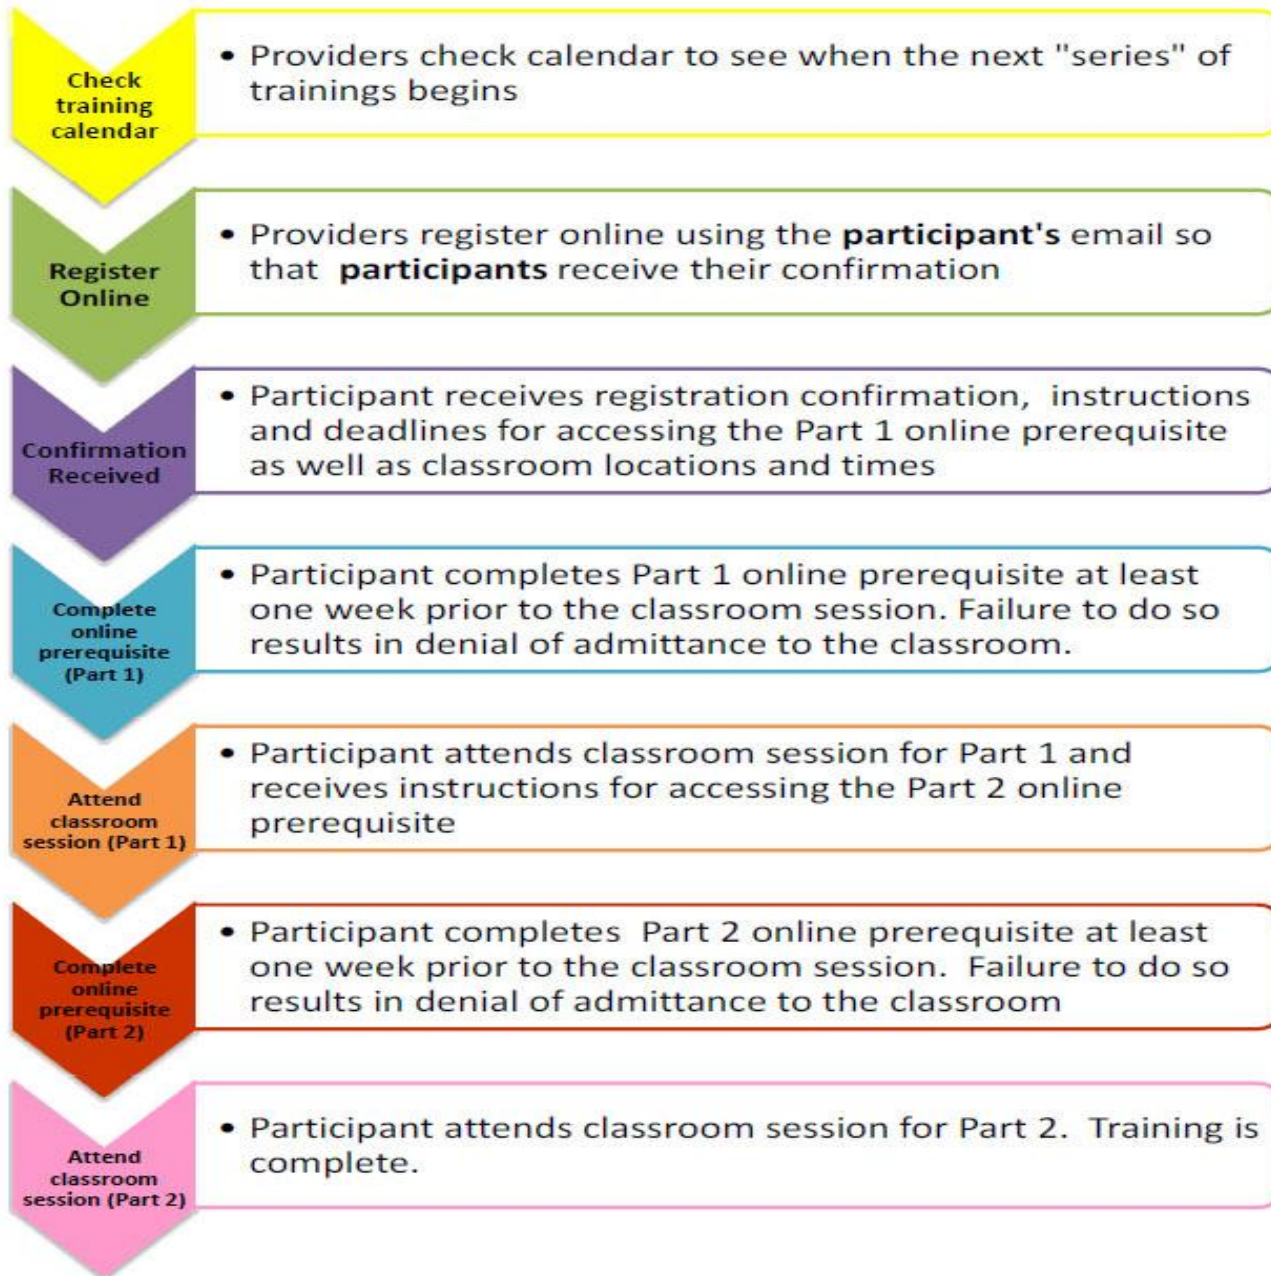 Check
training
calendar
• Providers check calendar to see when the next "series" of
trainings begins
Register
Online
• Providers register online using the participant's email so
that participants receive their confirmation
Confirmation
Received
• Participant receives registration confirmation, instructions
and deadlines for accessing the Part 1 online prerequisite
as well as classroom locations and times
Complete
online
prerequisite
(Part 1)
• Participant completes Part 1 online prerequisite at least
one week prior to the classroom session. Failure to do so
results in denial of admittance to the classroom.
Attend
classroom
session (Part 1)
• Participant attends classroom session for Part 1 and
receives instructions for accessing the Part 2 online
prerequisite
Complete
online
prerequisite
(Part 2)
• Participant completes Part 2 online prerequisite at least
one week prior to the classroom session. Failure to do so
results in denial of admittance to the classroom
Attend
classroom
session (Part 2)
• Participant attends classroom session for Part 2. Training is
complete.